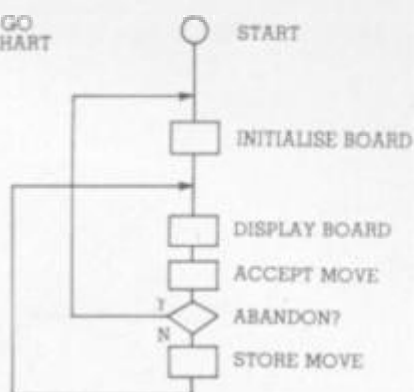 GO
HART
START
INITIALISE BOARD
DISPLAY BOARD
ACCEPT MOVE
Y
ABANDON?
N
STORE MOVE